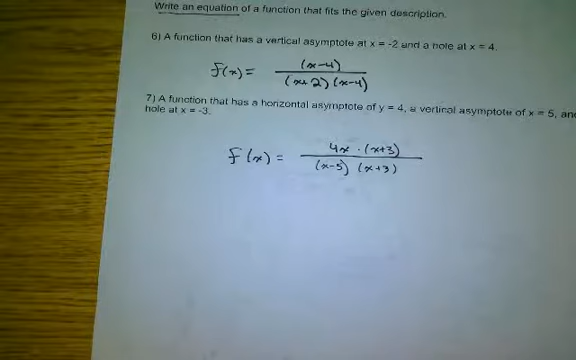 Write an equation of a function that fits the given description.
6) A function that has a vertical asymptote at x = -2 and a hole at x = 4.
f(x) = (x-4)
(x+2)(x-4)
7) A function that has a horizontal asymptote of y = 4, a vertical asymptote of x = 5, and
hole at x = -3.
f(x) = 4x · (x+3)
(x-5) (x+3)